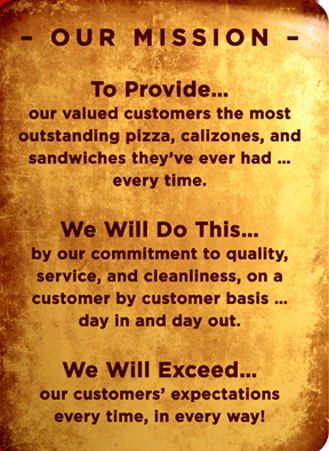 – OUR MISSION –
To Provide...
our valued customers the most
outstanding pizza, calizones, and
sandwiches they've ever had ...
every time.
We Will Do This...
by our commitment to quality,
service, and cleanliness, on a
customer by customer basis ...
day in and day out.
We Will Exceed...
our customers' expectations
every time, in every way!